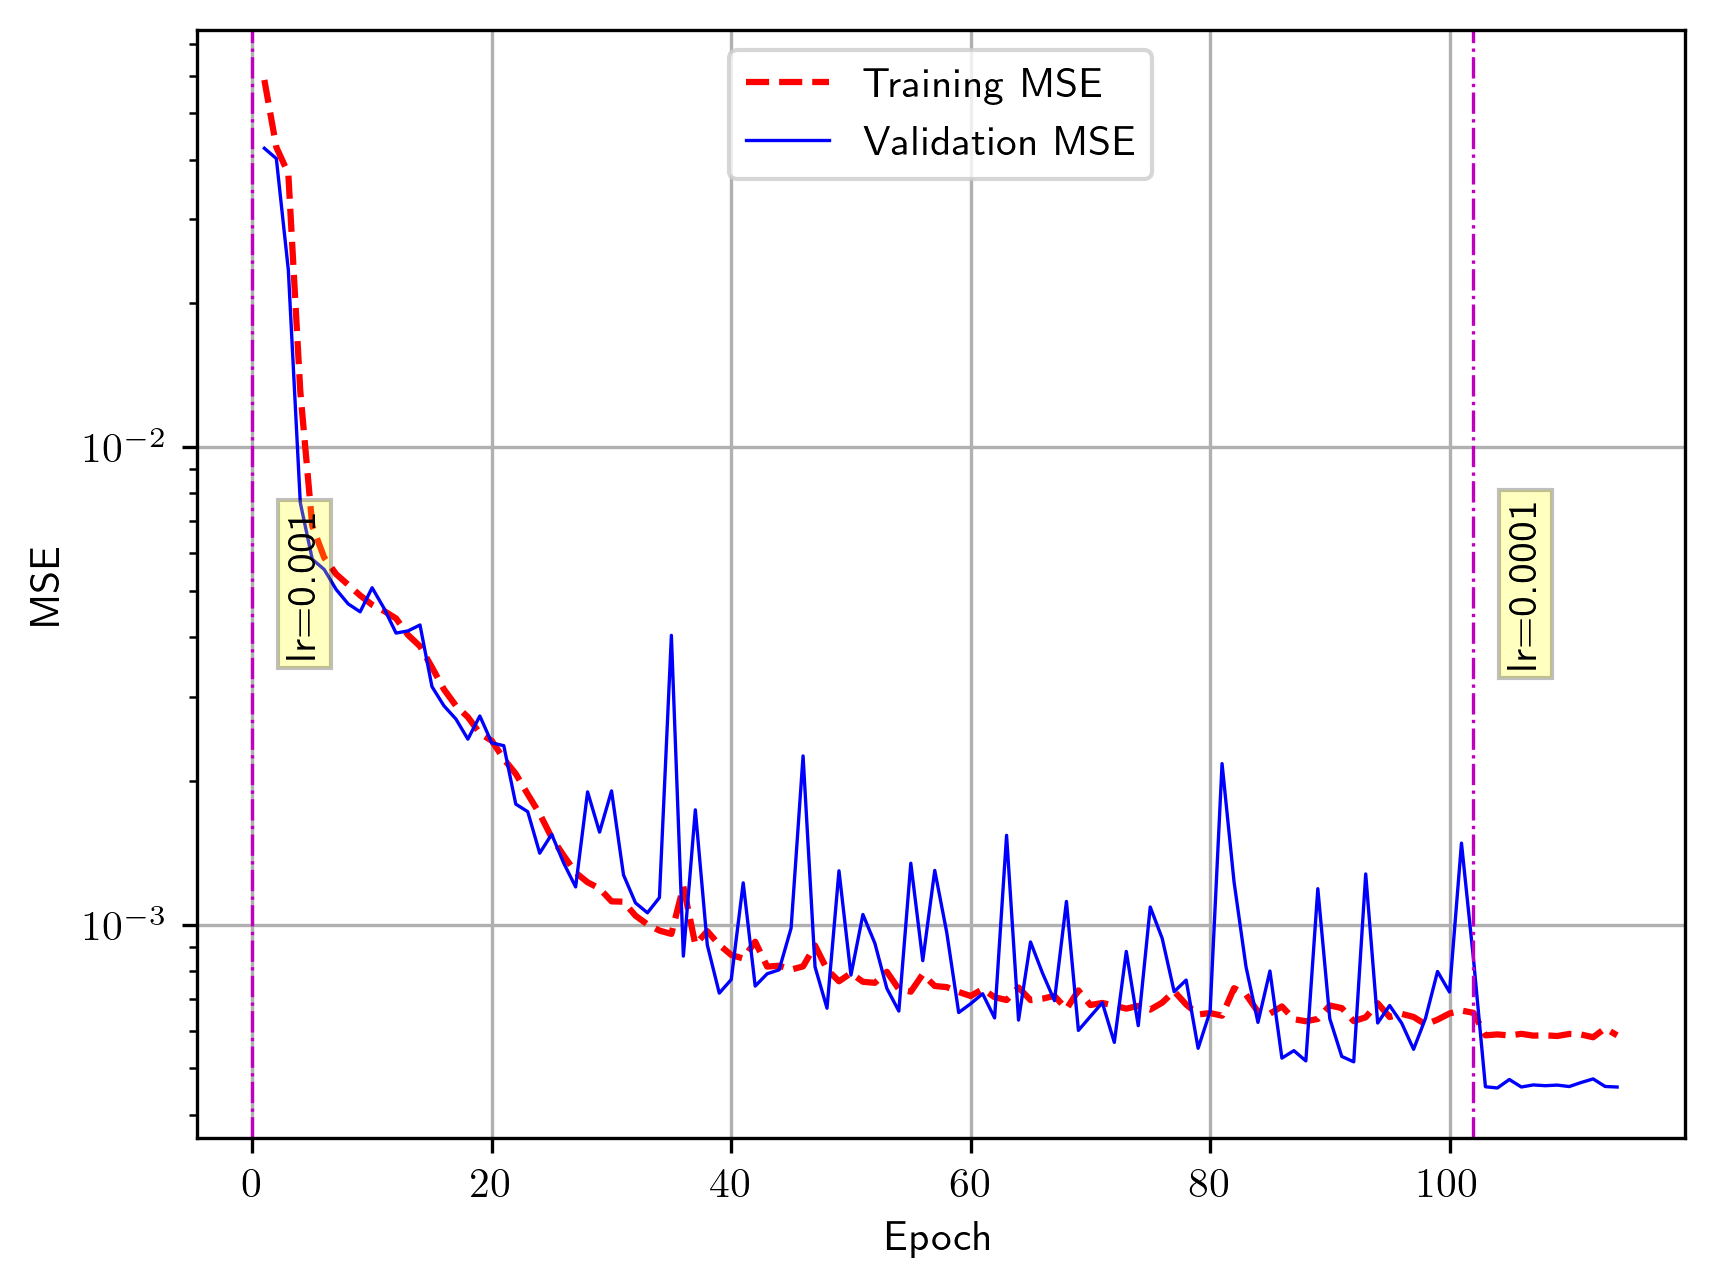 Training MSE
Validation MSE
10⁻²
10⁻³
MSE
lr=0.001
lr=0.0001
0 20 40 60 80 100
Epoch